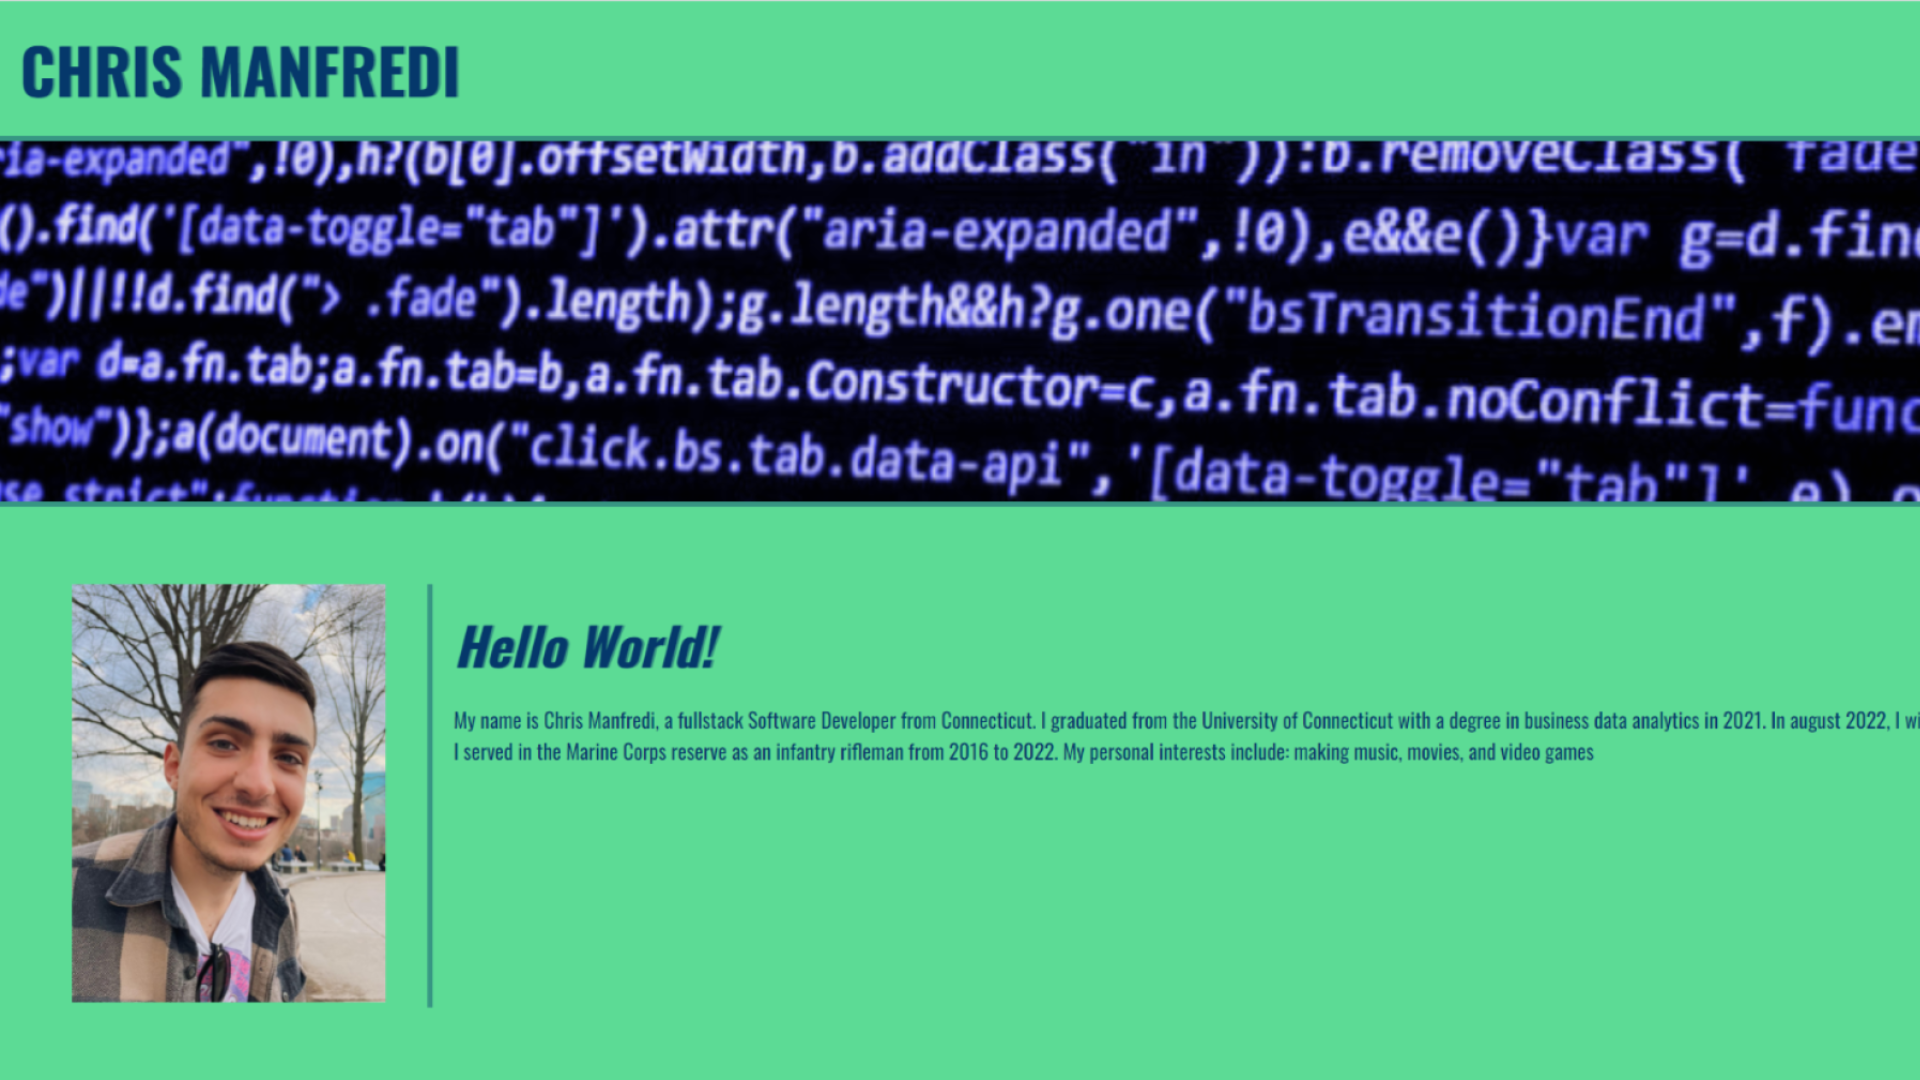 CHRIS MANFREDI
ria-expanded",!0),h?(b[0].offsetWidth,b.addClass("in")):b.removeClass("fade
().find('[data-toggle="tab"]').attr("aria-expanded",!0),e&&e()}var g=d.find
de")||!!d.find("> .fade").length);g.length&&h?g.one("bsTransitionEnd",f).em
;var d=a.fn.tab;a.fn.tab=b,a.fn.tab.Constructor=c,a.fn.tab.noConflict=func
"show")};a(document).on("click.bs.tab.data-api",'[data-toggle="tab"]',e).o
se strict";function
Hello World!
My name is Chris Manfredi, a fullstack Software Developer from Connecticut. I graduated from the University of Connecticut with a degree in business data analytics in 2021. In august 2022, I wi
I served in the Marine Corps reserve as an infantry rifleman from 2016 to 2022. My personal interests include: making music, movies, and video games